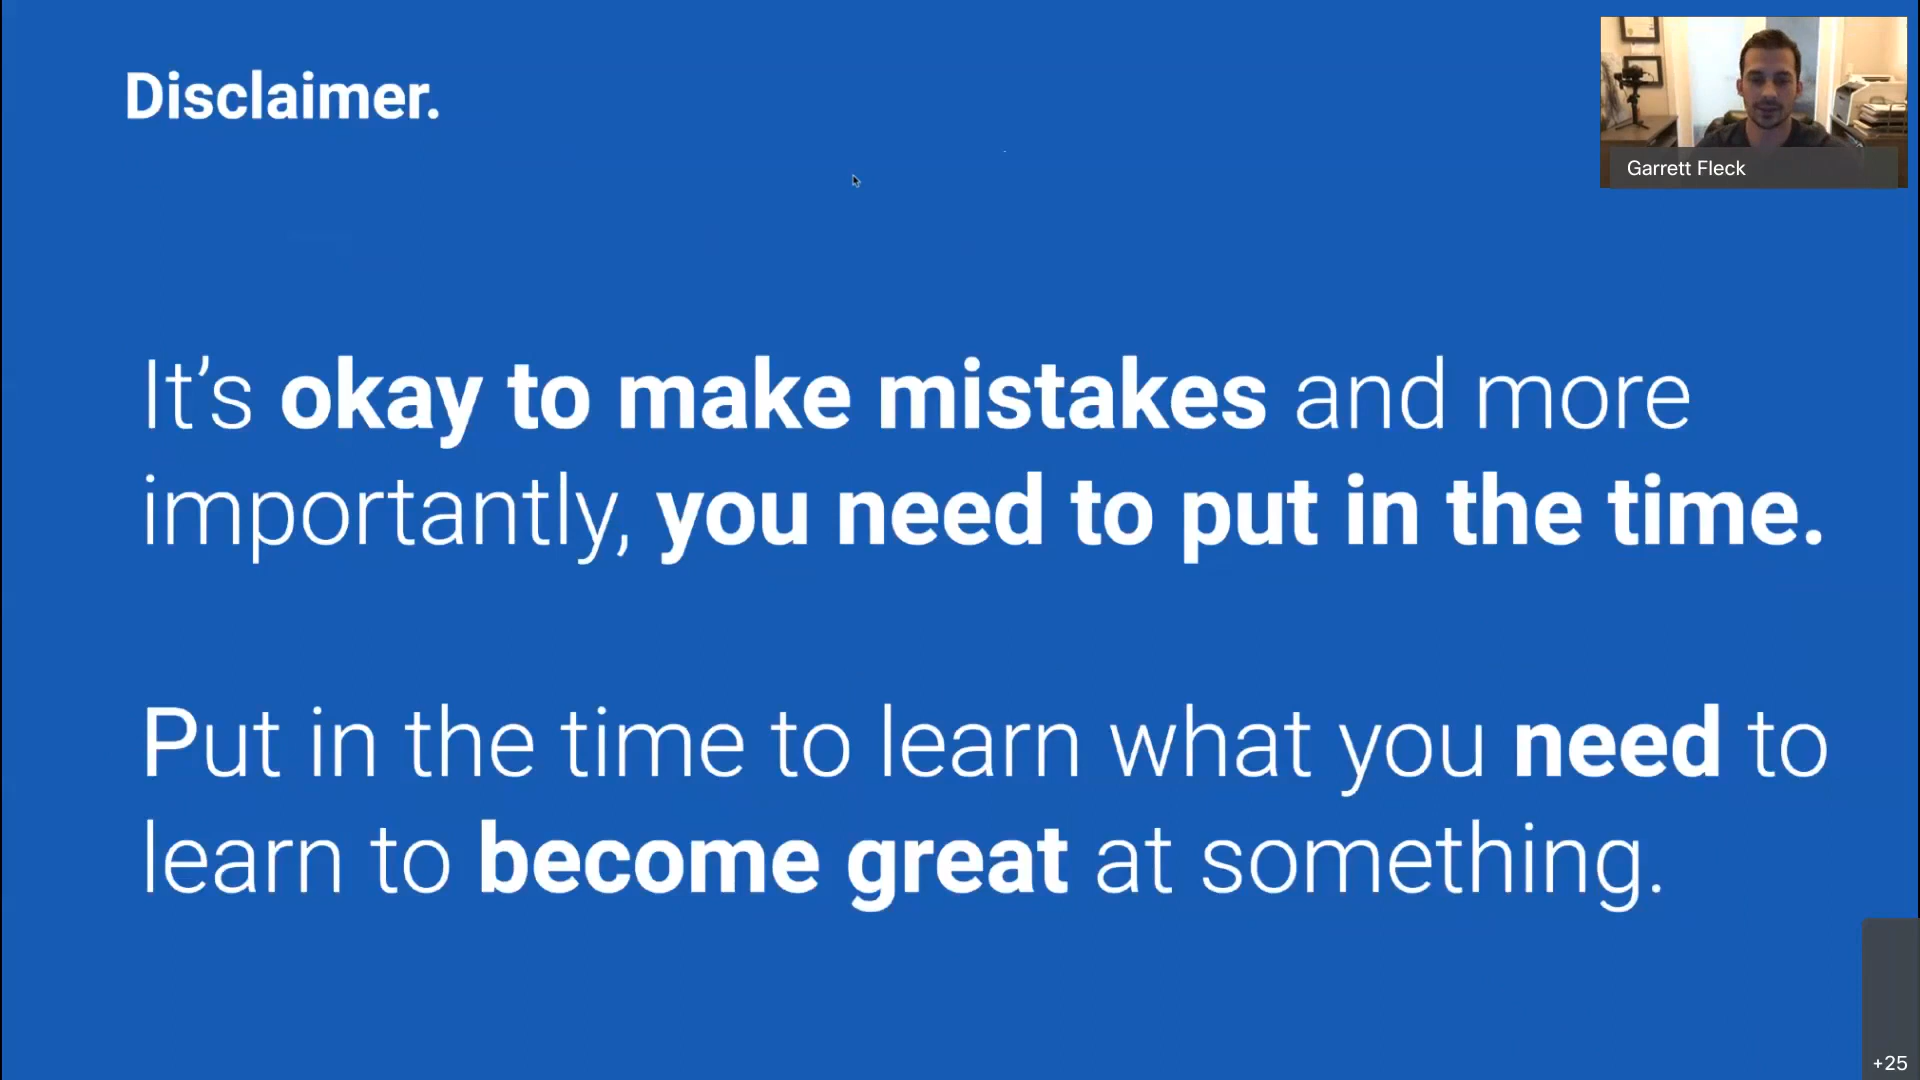 Disclaimer.
Garrett Fleck
It’s okay to make mistakes and more
importantly, you need to put in the time.
Put in the time to learn what you need to
learn to become great at something.
+25